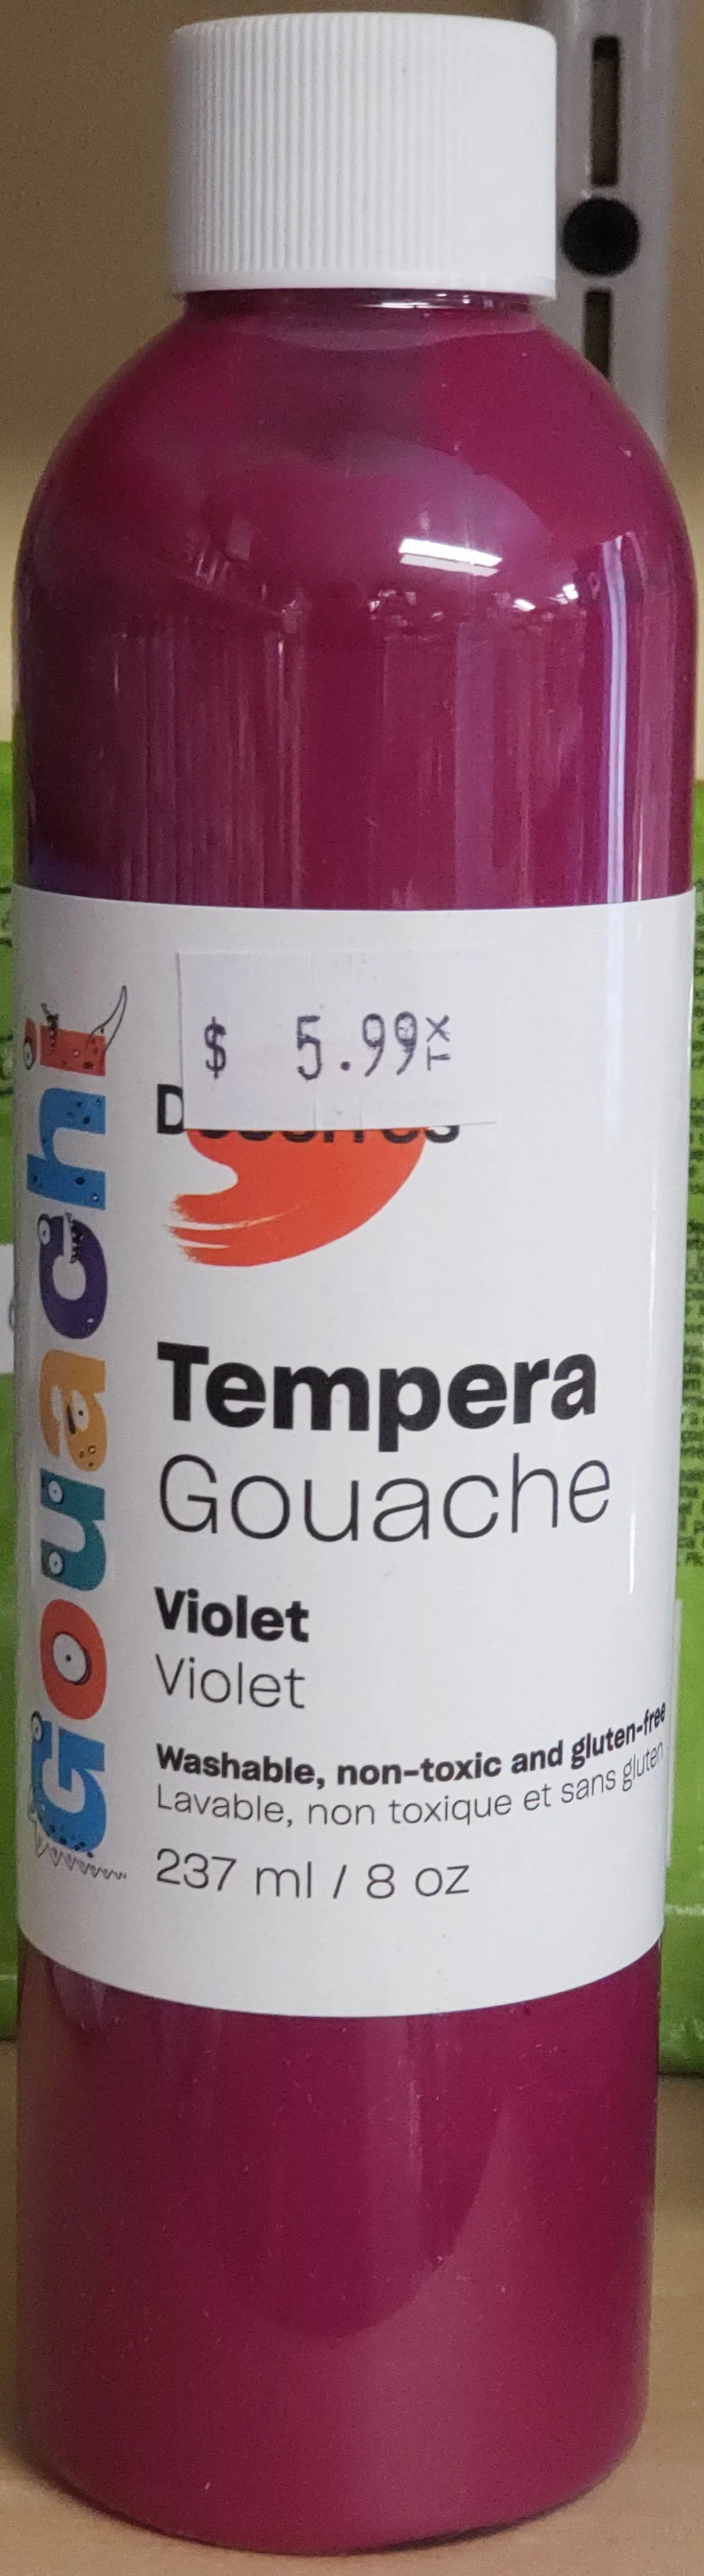 $ 5.99 TX
Gouachi
Tempera
Gouache
Violet
Violet
Washable, non-toxic and gluten-free
Lavable, non toxique et sans gluten
237 ml / 8 oz